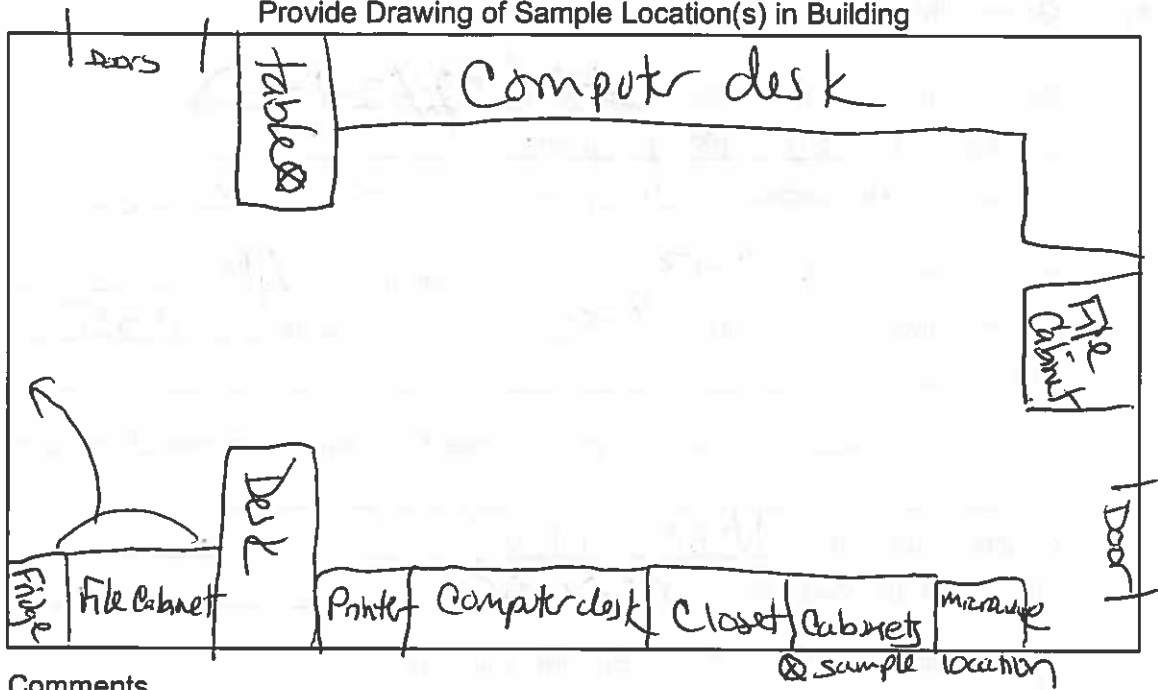 Provide Drawing of Sample Location(s) in Building
Doors
Table ⊗
Computer desk
File
Cabinet
Door
Desk
Fridge
File Cabinet
Printer
Computer desk
Closet
Cabinets
Microwave
⊗ sample location
Comments